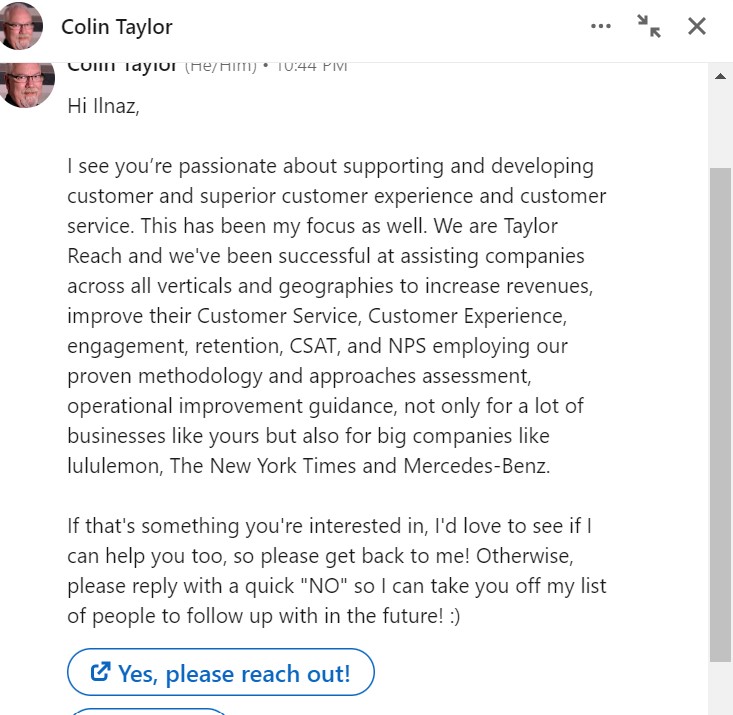 Colin Taylor
Colin Taylor (He/Him) • 10:44 PM
Hi Ilnaz,
I see you’re passionate about supporting and developing
customer and superior customer experience and customer
service. This has been my focus as well. We are Taylor
Reach and we've been successful at assisting companies
across all verticals and geographies to increase revenues,
improve their Customer Service, Customer Experience,
engagement, retention, CSAT, and NPS employing our
proven methodology and approaches assessment,
operational improvement guidance, not only for a lot of
businesses like yours but also for big companies like
lululemon, The New York Times and Mercedes-Benz.
If that's something you're interested in, I'd love to see if I
can help you too, so please get back to me! Otherwise,
please reply with a quick "NO" so I can take you off my list
of people to follow up with in the future! :)
Yes, please reach out!